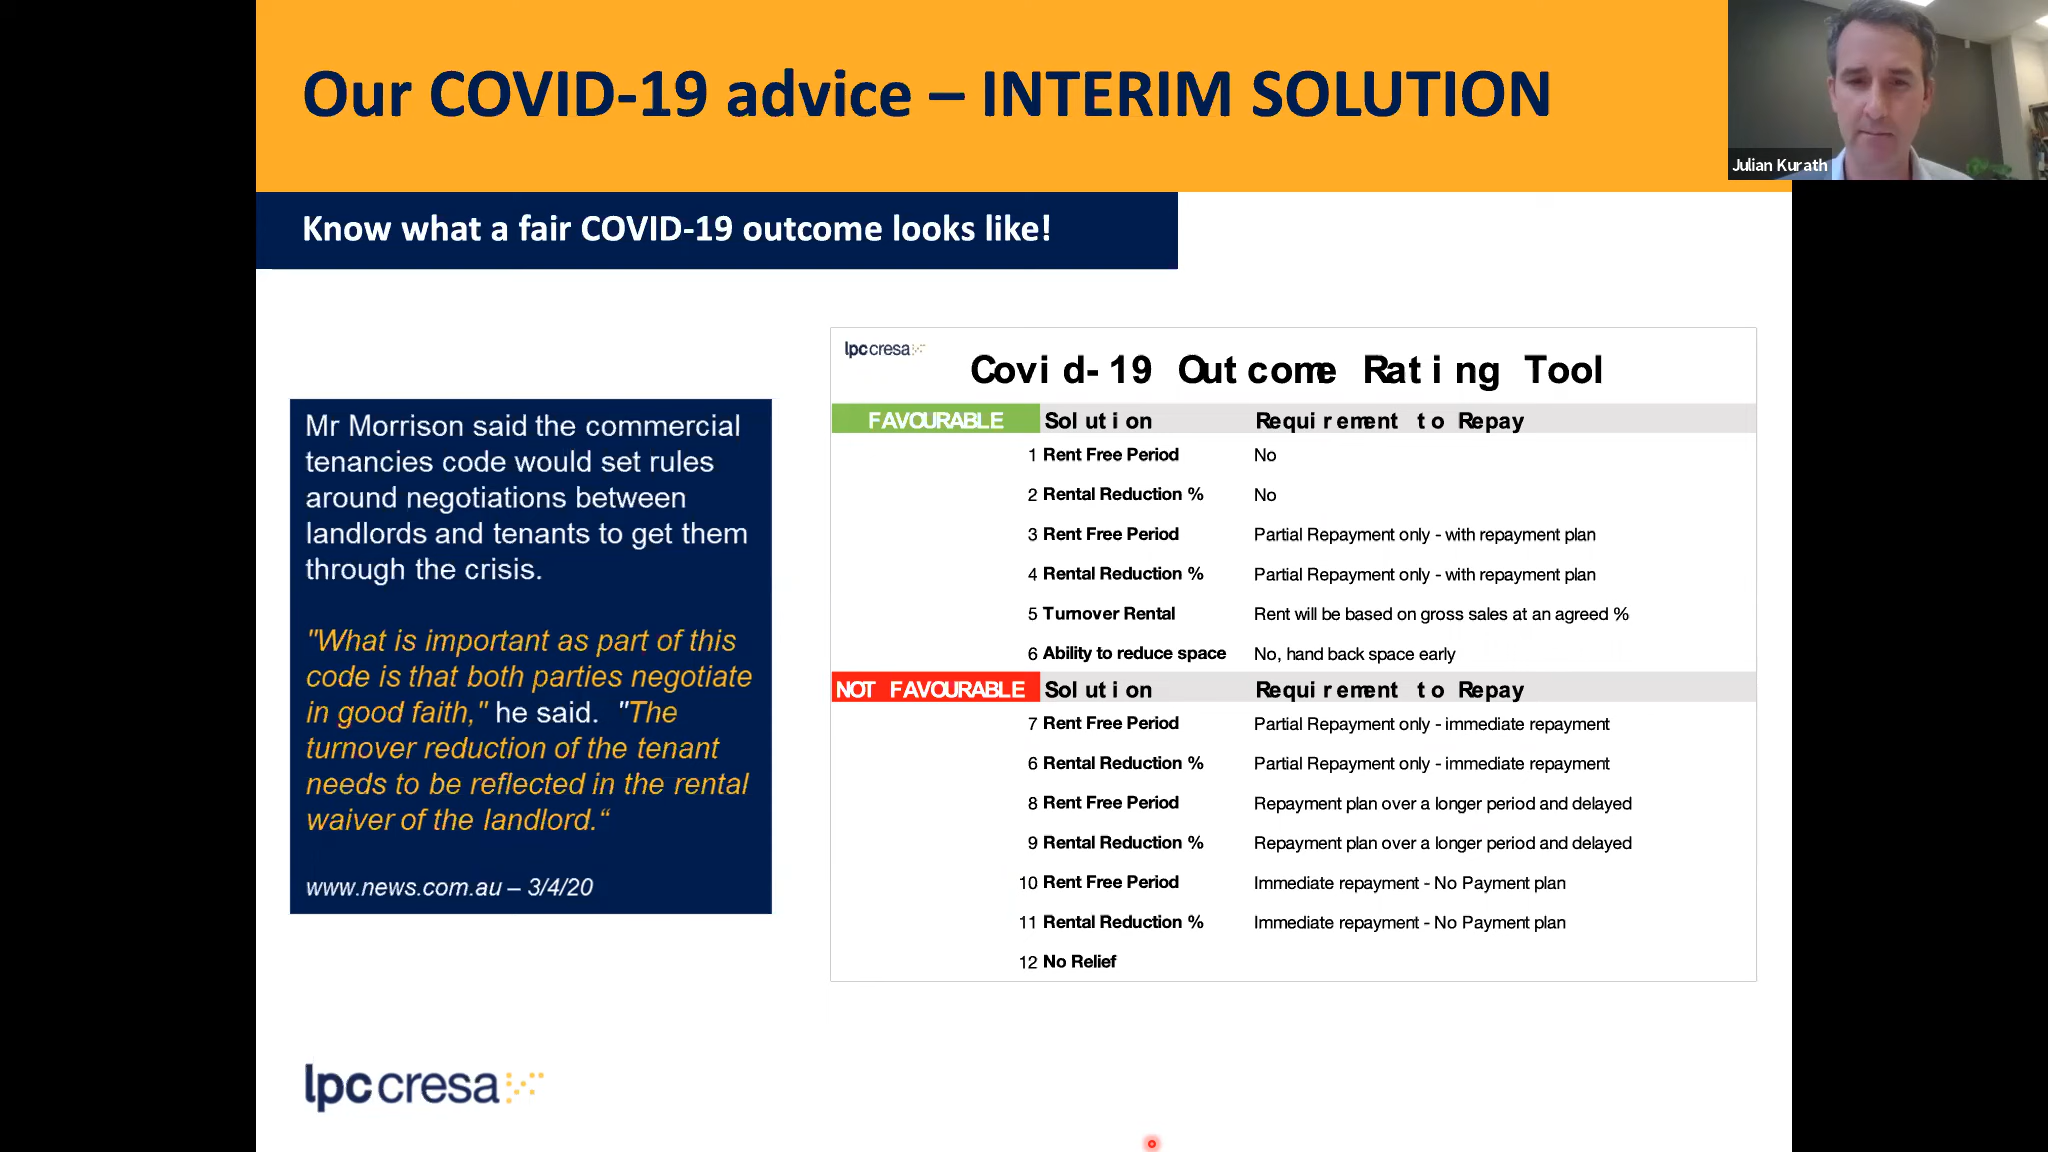 Our COVID-19 advice – INTERIM SOLUTION
Julian Kurath
Know what a fair COVID-19 outcome looks like!
Mr Morrison said the commercial
tenancies code would set rules
around negotiations between
landlords and tenants to get them
through the crisis.
"What is important as part of this
code is that both parties negotiate
in good faith," he said.  "The
turnover reduction of the tenant
needs to be reflected in the rental
waiver of the landlord.“
www.news.com.au – 3/4/20
lpc cresa
Covid-19 Outcome Rating Tool
FAVOURABLE Solution Requirement to Repay
1 Rent Free Period No
2 Rental Reduction % No
3 Rent Free Period Partial Repayment only - with repayment plan
4 Rental Reduction % Partial Repayment only - with repayment plan
5 Turnover Rental Rent will be based on gross sales at an agreed %
6 Ability to reduce space No, hand back space early
NOT FAVOURABLE Solution Requirement to Repay
7 Rent Free Period Partial Repayment only - immediate repayment
6 Rental Reduction % Partial Repayment only - immediate repayment
8 Rent Free Period Repayment plan over a longer period and delayed
9 Rental Reduction % Repayment plan over a longer period and delayed
10 Rent Free Period Immediate repayment - No Payment plan
11 Rental Reduction % Immediate repayment - No Payment plan
12 No Relief
lpc cresa